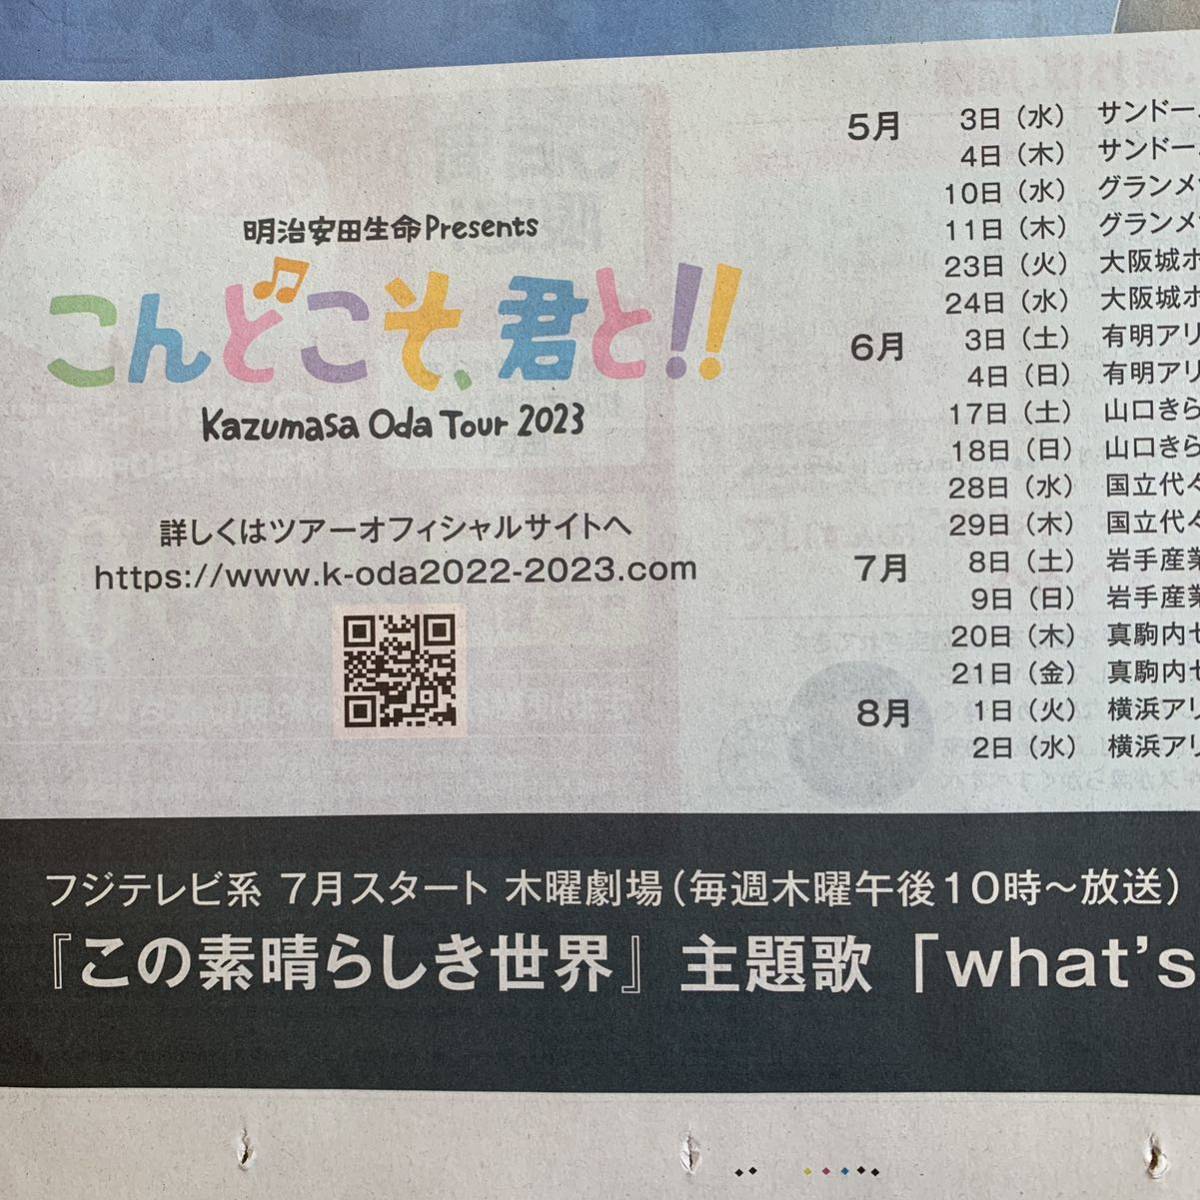 明治安田生命Presents
こんどこそ、君と!!
Kazumasa Oda Tour 2023
詳しくはツアーオフィシャルサイトへ
https://www.k-oda2022-2023.com
5月 3日（水） サンドー
4日（木） サンドー
10日（水） グランメ
11日（木） グランメ
23日（火） 大阪城ホ
24日（水） 大阪城ホ
6月 3日（土） 有明アリ
4日（日） 有明アリ
17日（土） 山口きら
18日（日） 山口きら
28日（水） 国立代々
29日（木） 国立代々
7月 8日（土） 岩手産業
9日（日） 岩手産業
20日（木） 真駒内セ
21日（金） 真駒内セ
8月 1日（火） 横浜アリ
2日（水） 横浜アリ
フジテレビ系 7月スタート 木曜劇場（毎週木曜午後10時〜放送）
『この素晴らしき世界』主題歌「what's